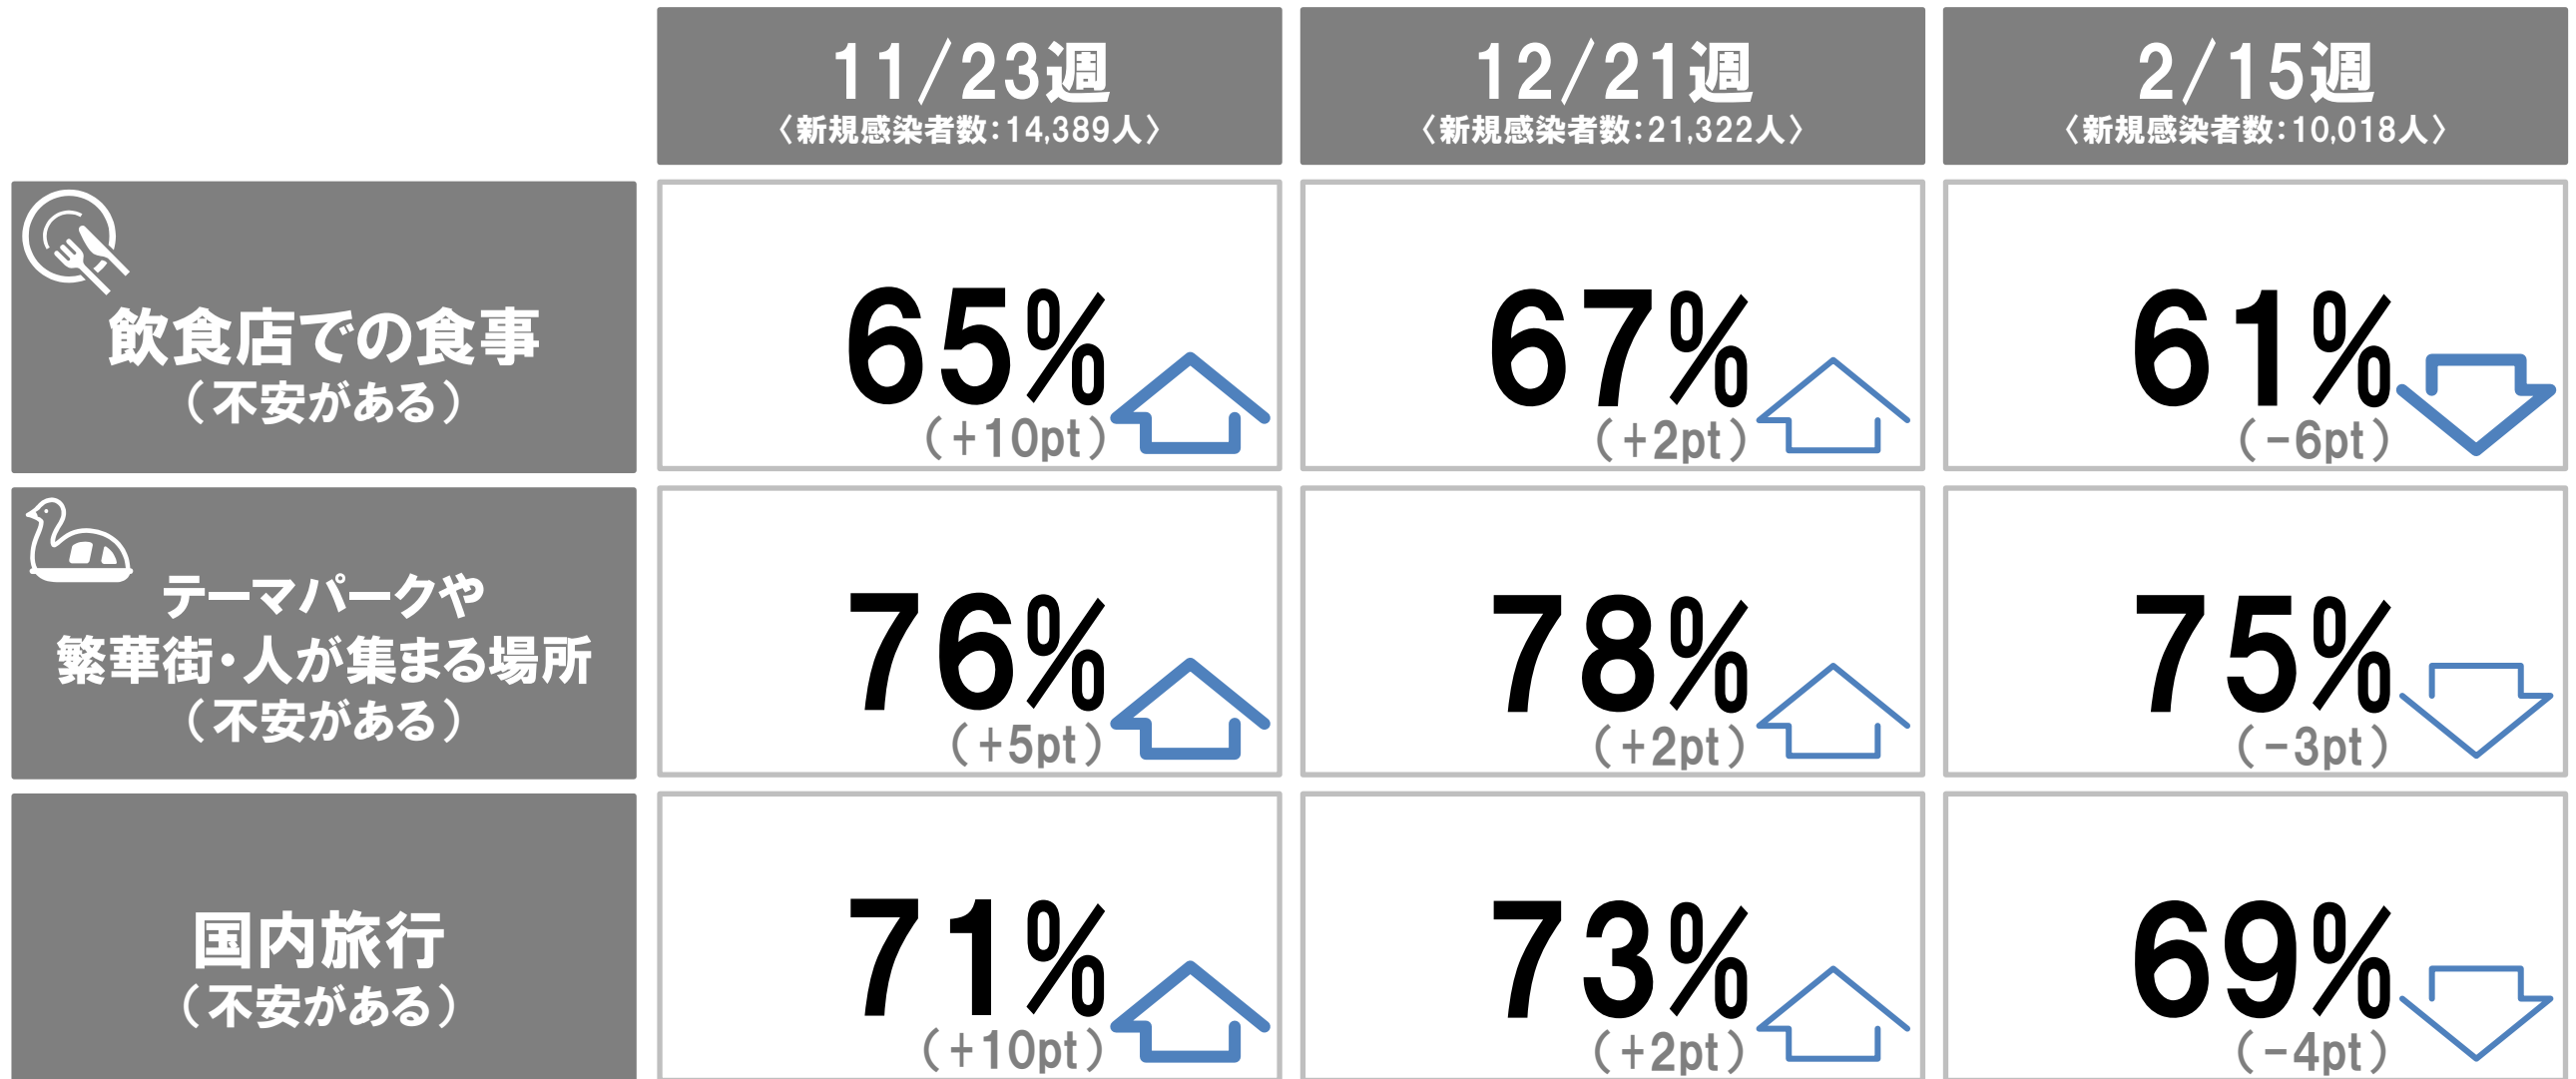 11/23週
〈新規感染者数：14,389人〉
12/21週
〈新規感染者数：21,322人〉
2/15週
〈新規感染者数：10,018人〉
飲食店での食事
（不安がある）
65%
（+10pt）
67%
（+2pt）
61%
（-6pt）
テーマパークや
繁華街・人が集まる場所
（不安がある）
76%
（+5pt）
78%
（+2pt）
75%
（-3pt）
国内旅行
（不安がある）
71%
（+10pt）
73%
（+2pt）
69%
（-4pt）